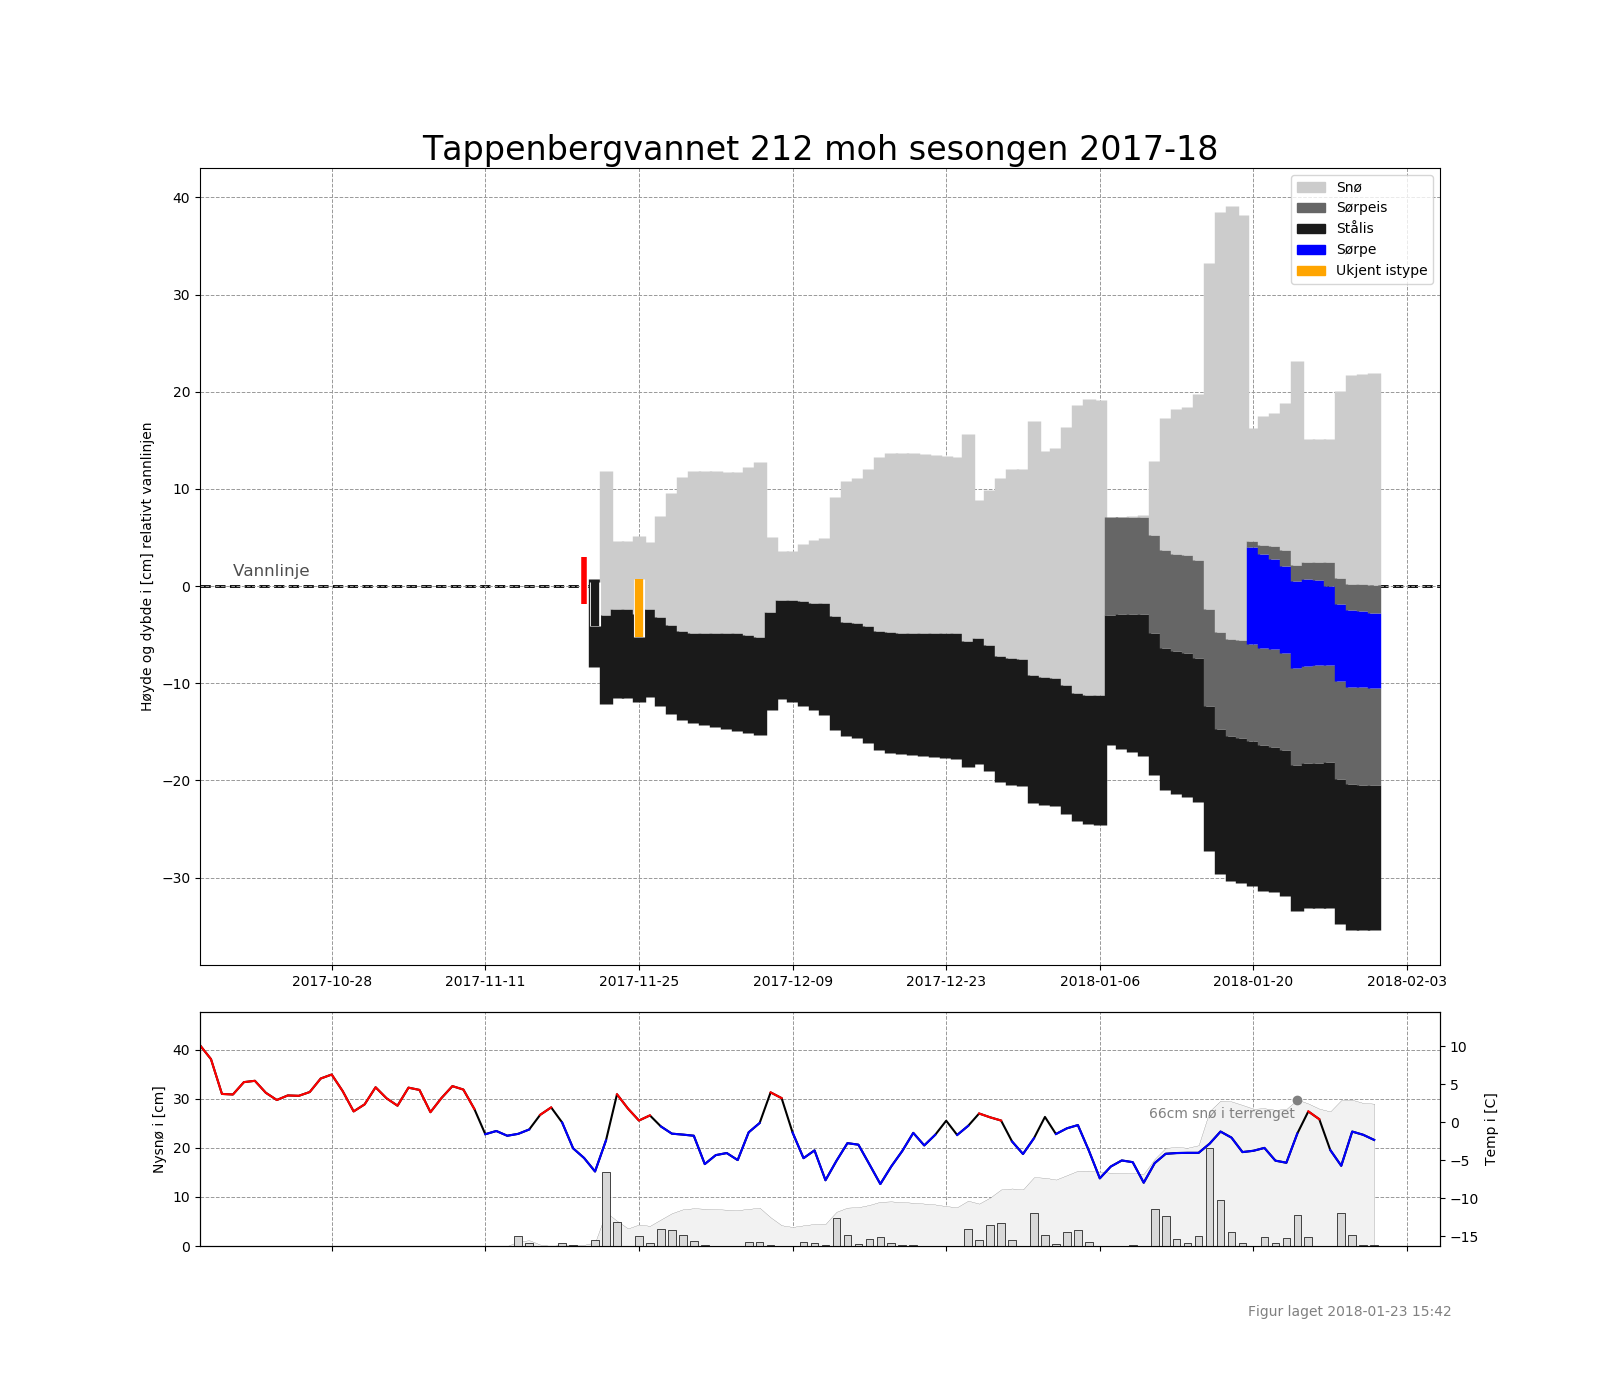 Tappenbergvannet 212 moh sesongen 2017-18
Høyde og dybde i [cm] relativt vannlinjen
40
30
20
10
0
−10
−20
−30
Vannlinje
Snø
Sørpeis
Stålis
Sørpe
Ukjent istype
2017-10-28 2017-11-11 2017-11-25 2017-12-09 2017-12-23 2018-01-06 2018-01-20 2018-02-03
Nysnø i [cm]
40
30
20
10
0
66cm snø i terrenget
10
5
0
−5
−10
−15
Temp i [C]
Figur laget 2018-01-23 15:42